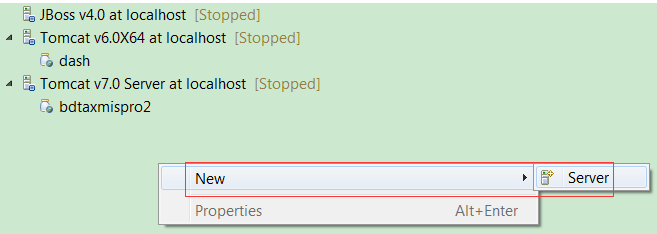 JBoss v4.0 at localhost [Stopped]
Tomcat v6.0X64 at localhost [Stopped]
dash
Tomcat v7.0 Server at localhost [Stopped]
bdtaxmispro2
New Server
Properties Alt+Enter